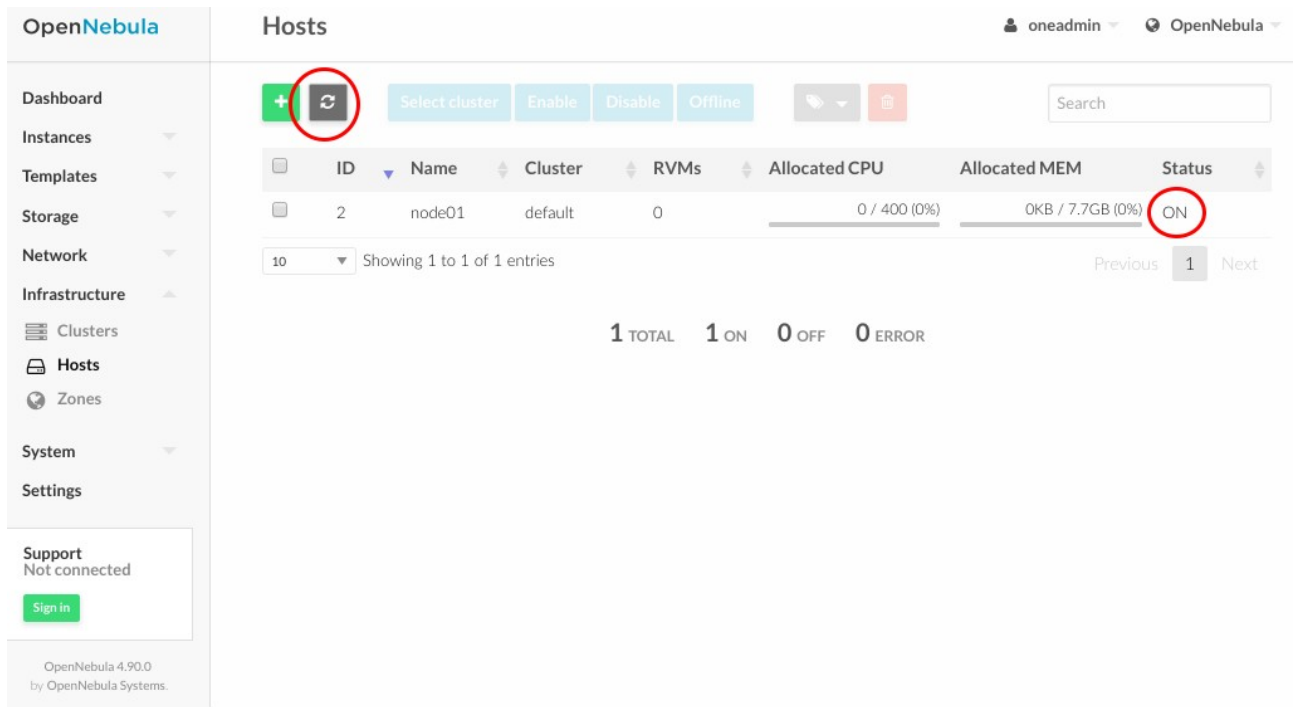 OpenNebula
Hosts
oneadmin
OpenNebula
Dashboard
Instances
Templates
Storage
Network
Infrastructure
Clusters
Hosts
Zones
System
Settings
Support
Not connected
Sign in
OpenNebula 4.90.0
by OpenNebula Systems.
+ Select cluster Enable Disable Offline Search
ID Name Cluster RVMs Allocated CPU Allocated MEM Status
2 node01 default 0 0 / 400 (0%) 0KB / 7.7GB (0%) ON
10 Showing 1 to 1 of 1 entries Previous 1 Next
1 TOTAL 1 ON 0 OFF 0 ERROR